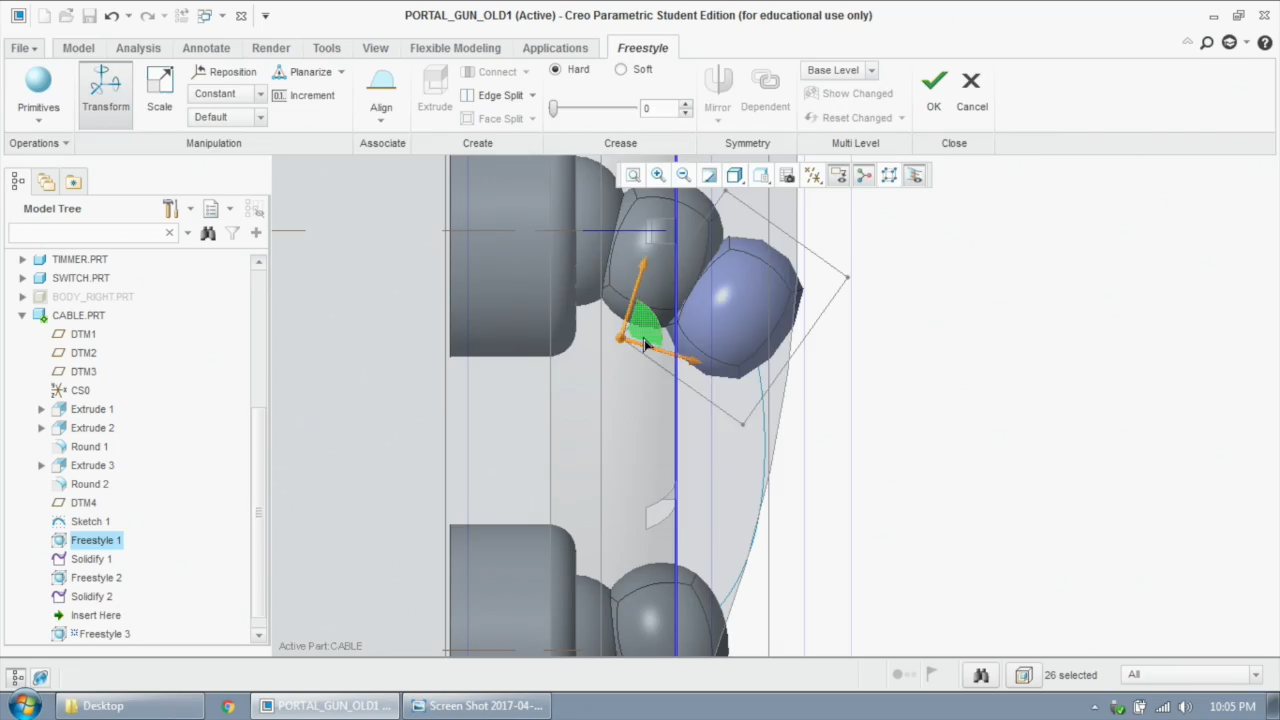 PORTAL_GUN_OLD1 (Active) - Creo Parametric Student Edition (for educational use only)
File Model Analysis Annotate Render Tools View Flexible Modeling Applications Freestyle
Primitives
Transform
Scale
Reposition
Constant
Default
Planarize
Increment
Align
Extrude
Connect
Edge Split
Face Split
Hard Soft
0
Mirror
Dependent
Base Level
Show Changed
Reset Changed
OK
Cancel
Operations Manipulation Associate Create Crease Symmetry Multi Level Close
Model Tree
TIMMER.PRT
SWITCH.PRT
BODY_RIGHT.PRT
CABLE.PRT
DTM1
DTM2
DTM3
CS0
Extrude 1
Extrude 2
Round 1
Extrude 3
Round 2
DTM4
Sketch 1
Freestyle 1
Solidify 1
Freestyle 2
Solidify 2
Insert Here
Freestyle 3
Active Part:CABLE
26 selected
All
Desktop
PORTAL_GUN_OLD1 ...
Screen Shot 2017-04-...
10:05 PM